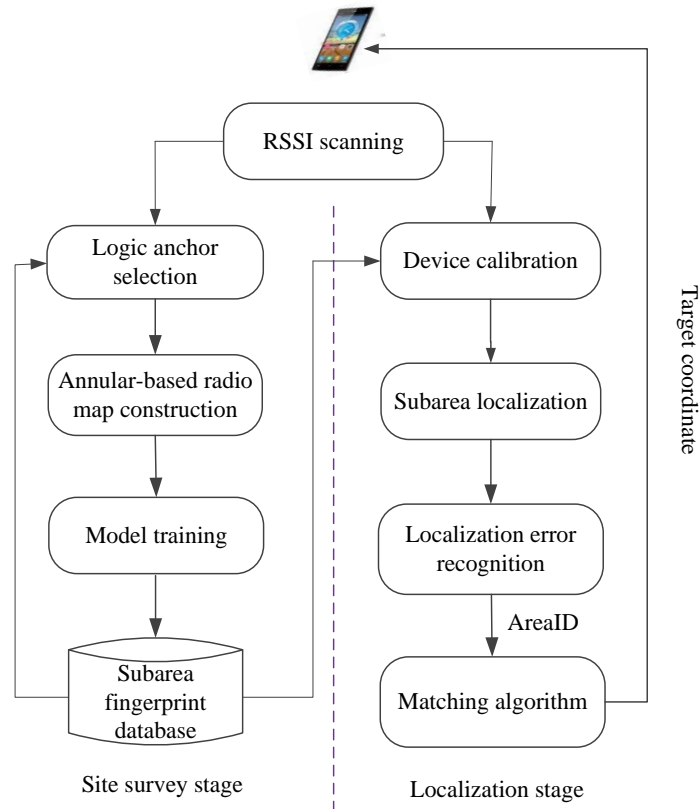 RSSI scanning
Logic anchor
selection
Annular-based radio
map construction
Model training
Subarea
fingerprint
database
Site survey stage
Device calibration
Subarea localization
Localization error
recognition
AreaID
Matching algorithm
Localization stage
Target coordinate